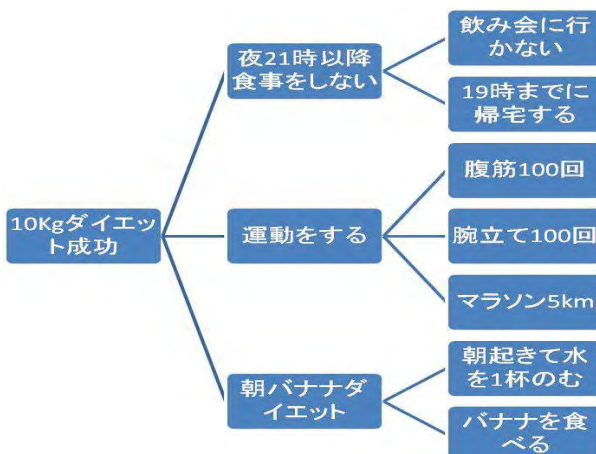 10Kgダイエッ
ト成功
夜21時以降
食事をしない
飲み会に行
かない
19時までに
帰宅する
運動をする
腹筋100回
腕立て100回
マラソン5km
朝バナナダ
イエット
朝起きて水
を1杯のむ
バナナを食
べる